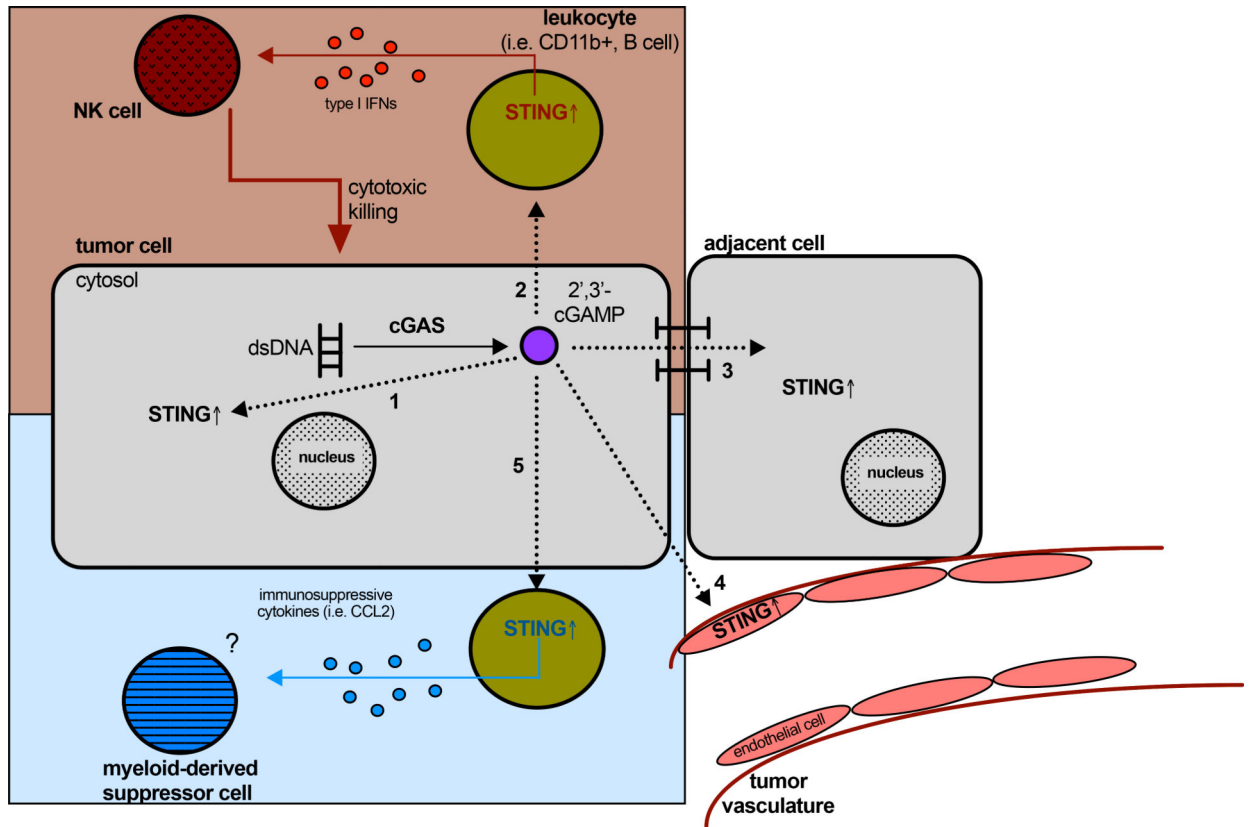 leukocyte
(i.e. CD11b+, B cell)
type I IFNs
STING↑
NK cell
cytotoxic
killing
tumor cell
cytosol
adjacent cell
2
2',3'-
cGAMP
cGAS
dsDNA
3
STING↑
1
STING↑
nucleus
5
nucleus
4
immunosuppressive
cytokines (i.e. CCL2)
STING↑
STING↑
?
endothelial cell
myeloid-derived
suppressor cell
tumor
vasculature